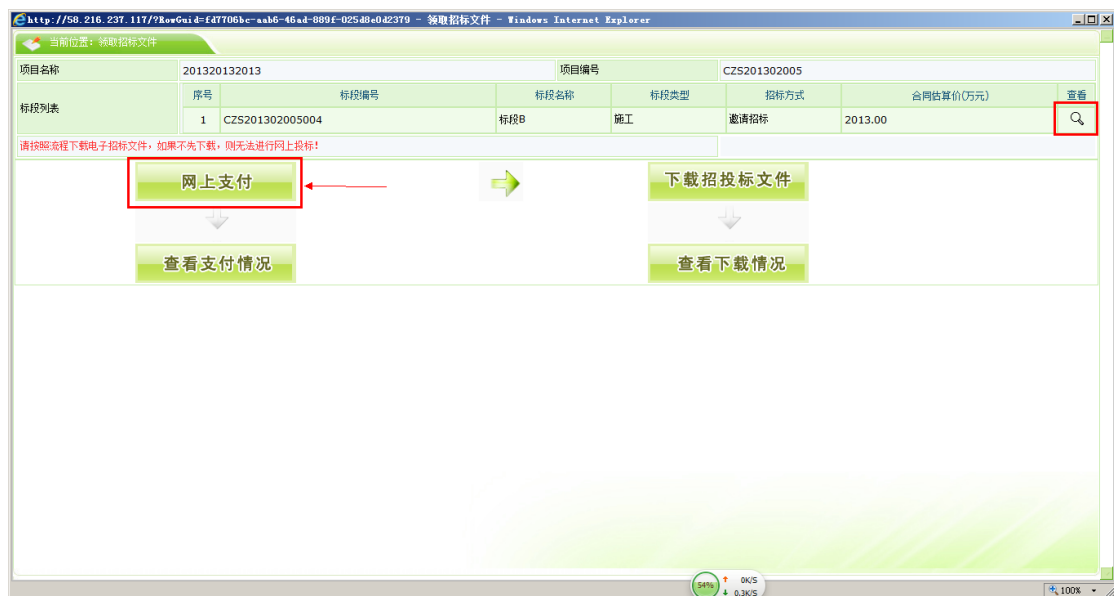 http://58.216.237.117/?RowGuid=fd7706bc-aab6-46ad-889f-025d8e0d2379 - 领取招标文件 - Windows Internet Explorer
当前位置：领取招标文件
项目名称 201320132013 项目编号 CZS201302005
标段列表
序号 标段编号 标段名称 标段类型 招标方式 合同估算价(万元) 查看
1 CZS201302005004 标段B 施工 邀请招标 2013.00
请按照流程下载电子招标文件，如果不先下载，则无法进行网上投标！
网上支付 下载招投标文件
查看支付情况 查看下载情况
54% 0K/S
0.3K/S
100%